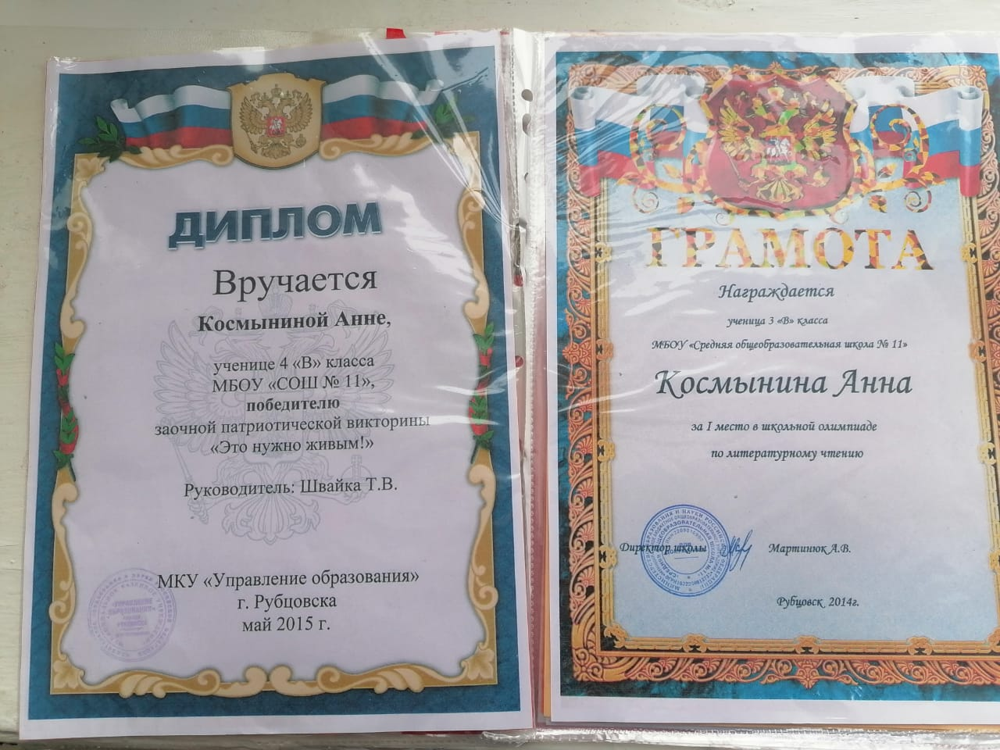 ДИПЛОМ
Вручается
Космыниной Анне,
ученице 4 «В» класса
МБОУ «СОШ № 11»,
победителю
заочной патриотической викторины
«Это нужно живым!»
Руководитель: Швайка Т.В.
МКУ «Управление образования»
г. Рубцовска
май 2015 г.
ГРАМОТА
Награждается
ученица 3 «В» класса
МБОУ «Средняя общеобразовательная школа № 11»
Космынина Анна
за I место в школьной олимпиаде
по литературному чтению
Директор школы Мартинюк А.В.
Рубцовск 2014г.